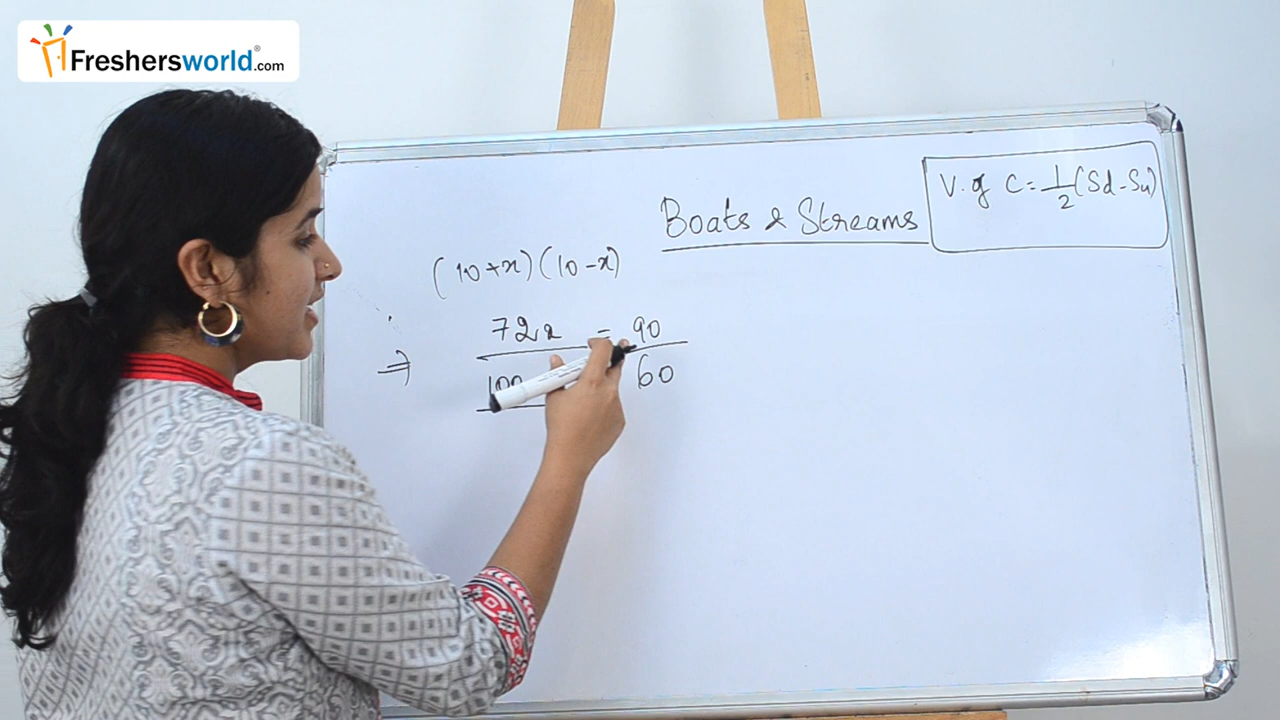 Freshersworld.com
V. of C = 1/2 (Sd - Su)
Boats & Streams
(10+x)(10-x)
⇒ 72x = 90
100 60